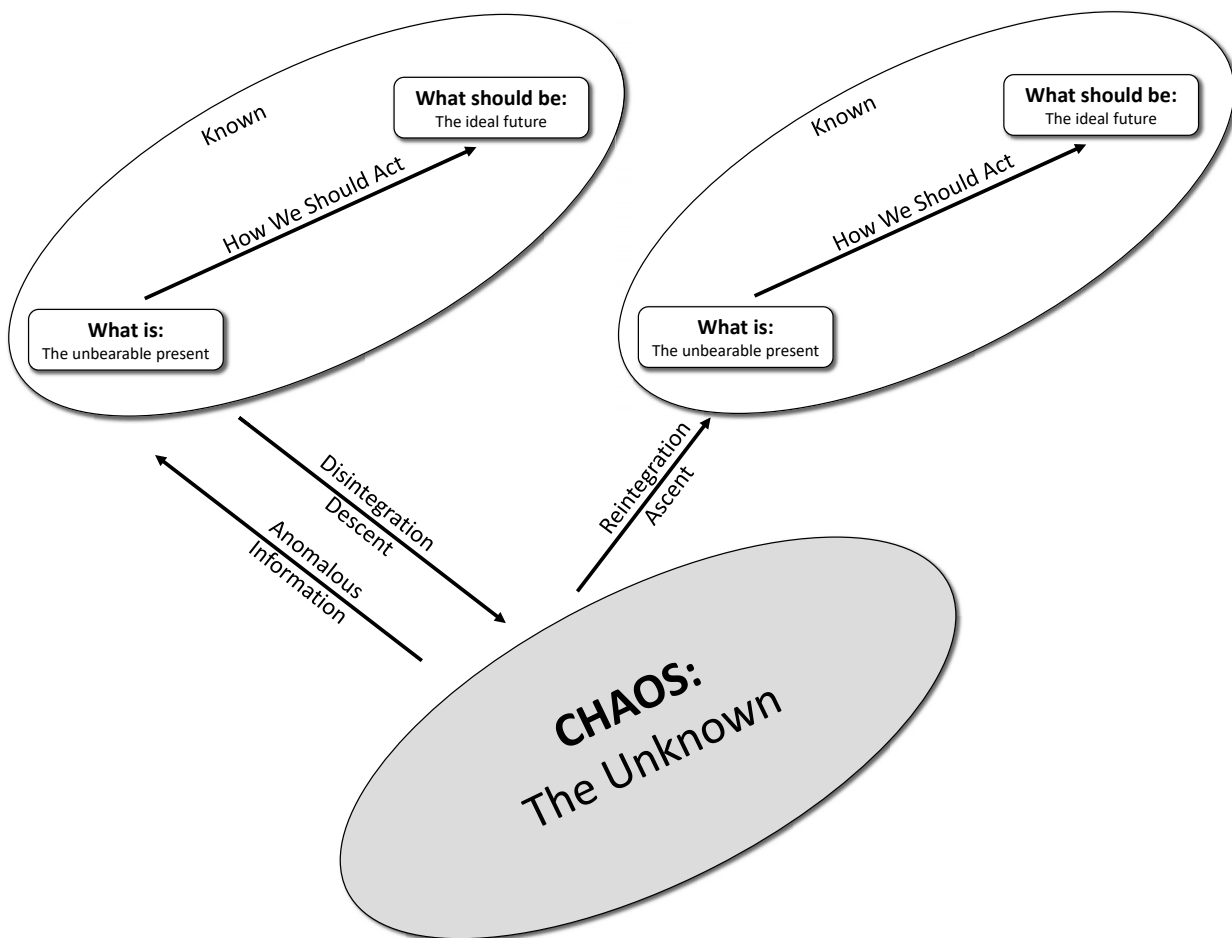 Known
What should be:
The ideal future
How We Should Act
What is:
The unbearable present
Known
What should be:
The ideal future
How We Should Act
What is:
The unbearable present
Disintegration
Descent
Anomalous
Information
Reintegration
Ascent
CHAOS:
The Unknown